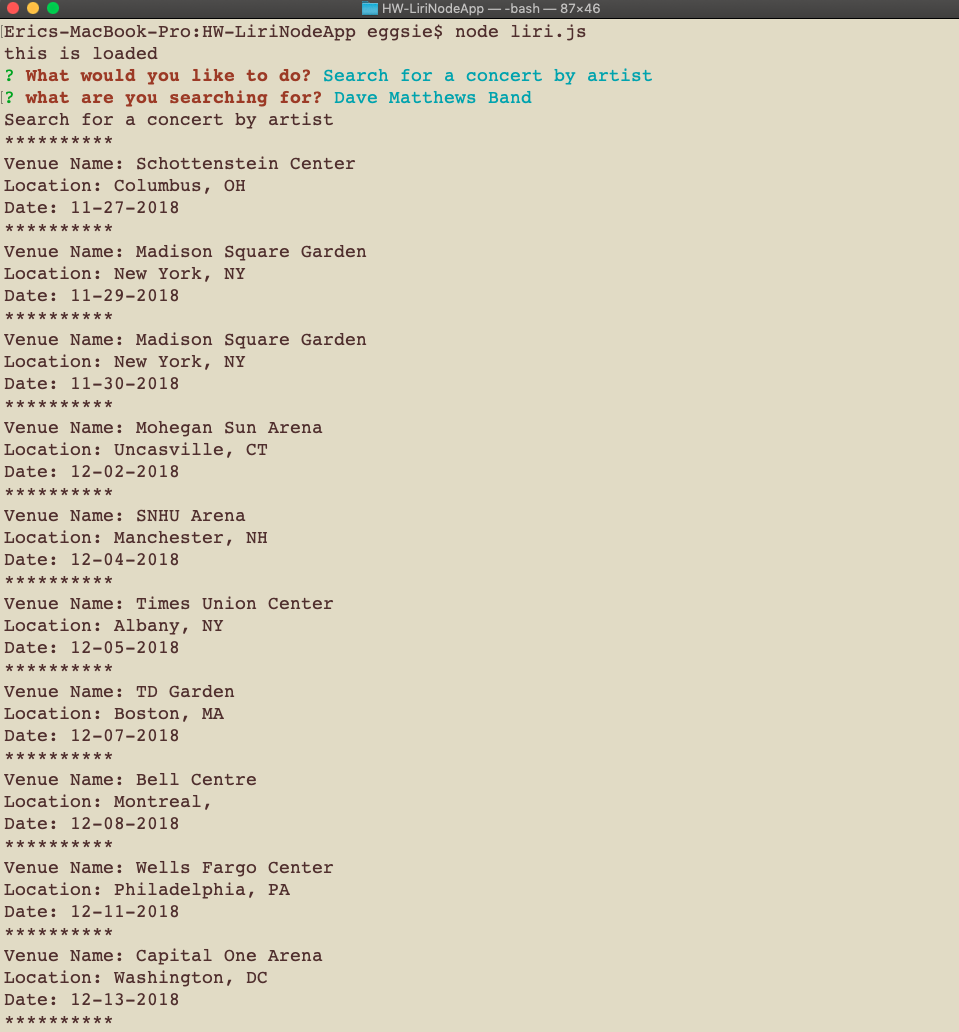 HW-LiriNodeApp — -bash — 87×46
[Erics-MacBook-Pro:HW-LiriNodeApp eggsie$ node liri.js
this is loaded
? What would you like to do? Search for a concert by artist
[? what are you searching for? Dave Matthews Band
Search for a concert by artist
**********
Venue Name: Schottenstein Center
Location: Columbus, OH
Date: 11-27-2018
**********
Venue Name: Madison Square Garden
Location: New York, NY
Date: 11-29-2018
**********
Venue Name: Madison Square Garden
Location: New York, NY
Date: 11-30-2018
**********
Venue Name: Mohegan Sun Arena
Location: Uncasville, CT
Date: 12-02-2018
**********
Venue Name: SNHU Arena
Location: Manchester, NH
Date: 12-04-2018
**********
Venue Name: Times Union Center
Location: Albany, NY
Date: 12-05-2018
**********
Venue Name: TD Garden
Location: Boston, MA
Date: 12-07-2018
**********
Venue Name: Bell Centre
Location: Montreal,
Date: 12-08-2018
**********
Venue Name: Wells Fargo Center
Location: Philadelphia, PA
Date: 12-11-2018
**********
Venue Name: Capital One Arena
Location: Washington, DC
Date: 12-13-2018
**********